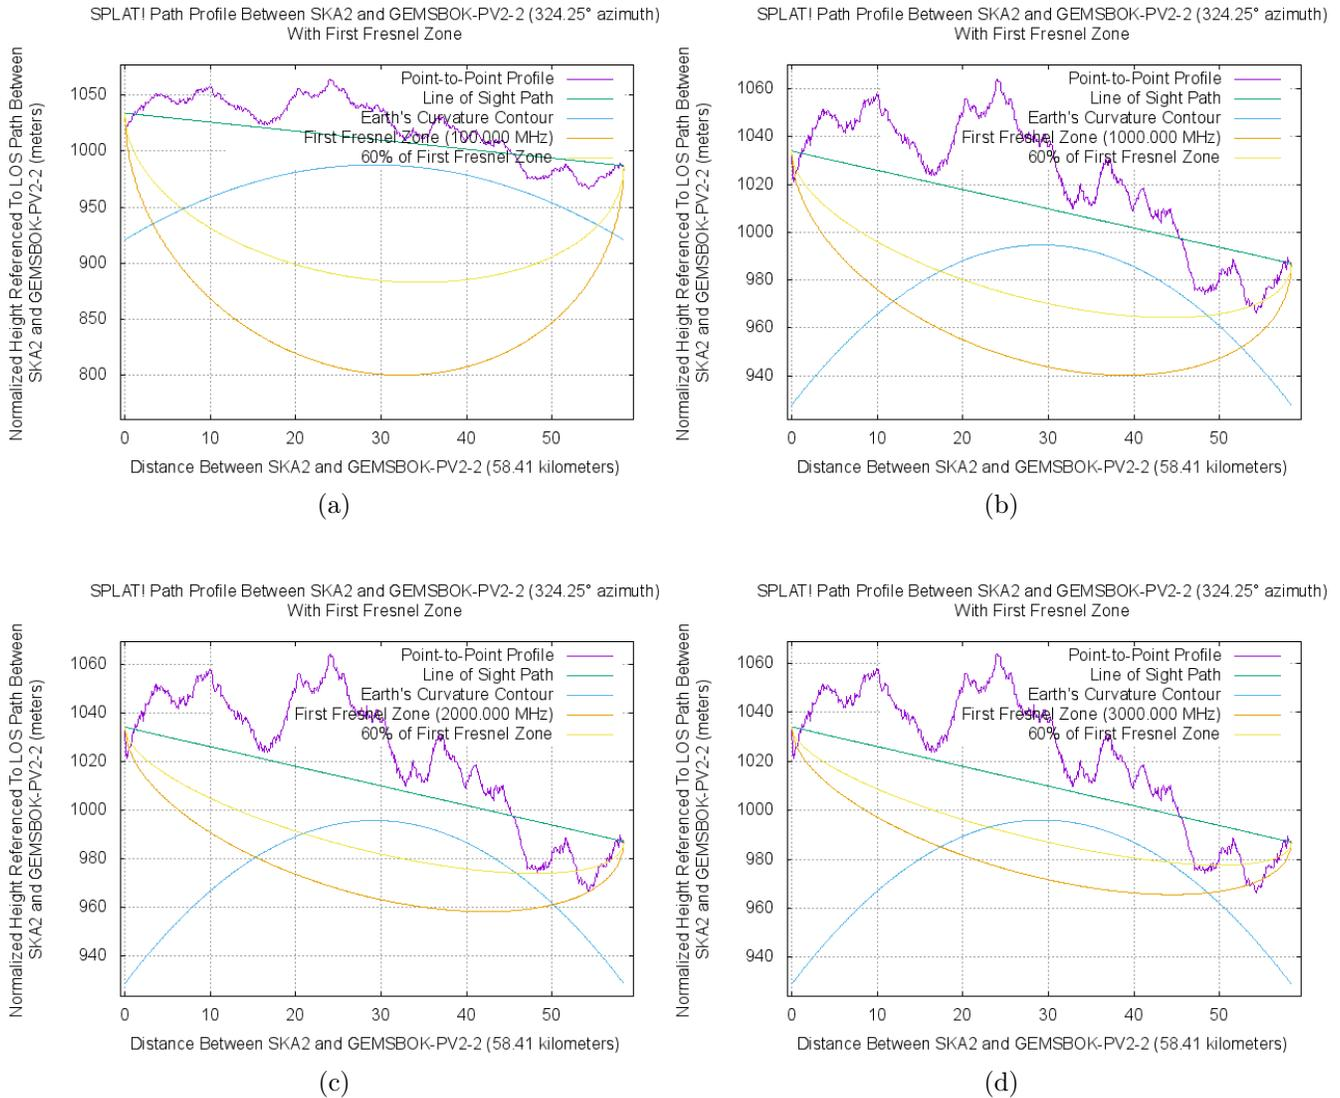 SPLAT! Path Profile Between SKA2 and GEMSBOK-PV2-2 (324.25° azimuth)
With First Fresnel Zone
Normalized Height Referenced To LOS Path Between
SKA2 and GEMSBOK-PV2-2 (meters)
Point-to-Point Profile
Line of Sight Path
Earth's Curvature Contour
First Fresnel Zone (100.000 MHz)
60% of First Fresnel Zone
1050
1000
950
900
850
800
0 10 20 30 40 50
Distance Between SKA2 and GEMSBOK-PV2-2 (58.41 kilometers)
(a)
SPLAT! Path Profile Between SKA2 and GEMSBOK-PV2-2 (324.25° azimuth)
With First Fresnel Zone
Normalized Height Referenced To LOS Path Between
SKA2 and GEMSBOK-PV2-2 (meters)
Point-to-Point Profile
Line of Sight Path
Earth's Curvature Contour
First Fresnel Zone (1000.000 MHz)
60% of First Fresnel Zone
1060
1040
1020
1000
980
960
940
0 10 20 30 40 50
Distance Between SKA2 and GEMSBOK-PV2-2 (58.41 kilometers)
(b)
SPLAT! Path Profile Between SKA2 and GEMSBOK-PV2-2 (324.25° azimuth)
With First Fresnel Zone
Normalized Height Referenced To LOS Path Between
SKA2 and GEMSBOK-PV2-2 (meters)
Point-to-Point Profile
Line of Sight Path
Earth's Curvature Contour
First Fresnel Zone (2000.000 MHz)
60% of First Fresnel Zone
1060
1040
1020
1000
980
960
940
0 10 20 30 40 50
Distance Between SKA2 and GEMSBOK-PV2-2 (58.41 kilometers)
(c)
SPLAT! Path Profile Between SKA2 and GEMSBOK-PV2-2 (324.25° azimuth)
With First Fresnel Zone
Normalized Height Referenced To LOS Path Between
SKA2 and GEMSBOK-PV2-2 (meters)
Point-to-Point Profile
Line of Sight Path
Earth's Curvature Contour
First Fresnel Zone (3000.000 MHz)
60% of First Fresnel Zone
1060
1040
1020
1000
980
960
940
0 10 20 30 40 50
Distance Between SKA2 and GEMSBOK-PV2-2 (58.41 kilometers)
(d)